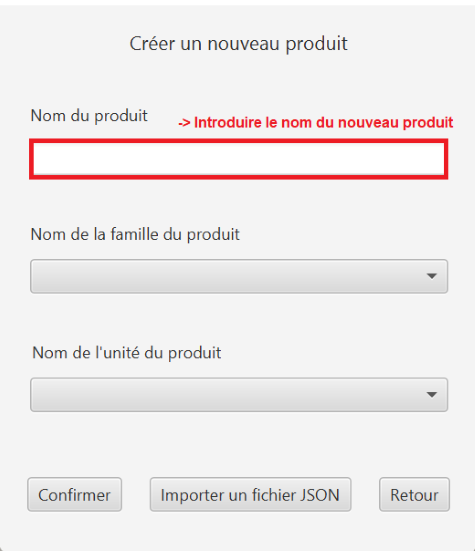 Créer un nouveau produit
Nom du produit -> Introduire le nom du nouveau produit
Nom de la famille du produit
Nom de l'unité du produit
Confirmer Importer un fichier JSON Retour